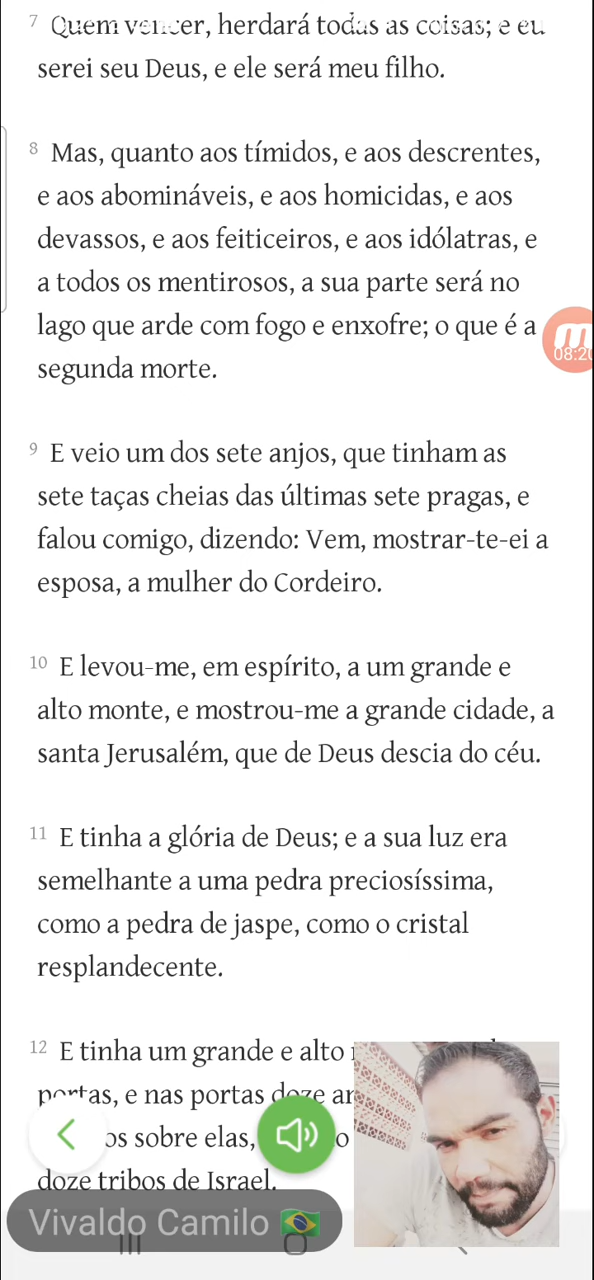 7 Quem vencer, herdará todas as coisas; e eu
serei seu Deus, e ele será meu filho.
8 Mas, quanto aos tímidos, e aos descrentes,
e aos abomináveis, e aos homicidas, e aos
devassos, e aos feiticeiros, e aos idólatras, e
a todos os mentirosos, a sua parte será no
lago que arde com fogo e enxofre; o que é a
segunda morte.
m
08:20
9 E veio um dos sete anjos, que tinham as
sete taças cheias das últimas sete pragas, e
falou comigo, dizendo: Vem, mostrar-te-ei a
esposa, a mulher do Cordeiro.
10 E levou-me, em espírito, a um grande e
alto monte, e mostrou-me a grande cidade, a
santa Jerusalém, que de Deus descia do céu.
11 E tinha a glória de Deus; e a sua luz era
semelhante a uma pedra preciosíssima,
como a pedra de jaspe, como o cristal
resplandecente.
12 E tinha um grande e alto
portas, e nas portas doze
os sobre elas,
doze tribos de Israel.
Vivaldo Camilo